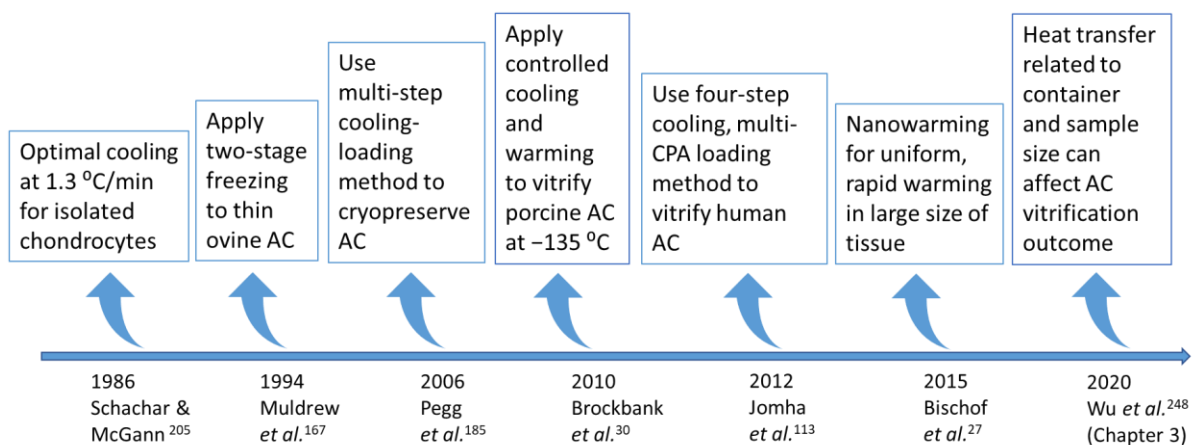 Optimal cooling
at 1.3 ⁰C/min
for isolated
chondrocytes
Apply
two-stage
freezing
to thin
ovine AC
Use
multi-step
cooling-
loading
method to
cryopreserve
AC
Apply
controlled
cooling
and
warming
to vitrify
porcine AC
at −135 ⁰C
Use four-step
cooling, multi-
CPA loading
method to
vitrify human
AC
Nanowarming
for uniform,
rapid warming
in large size of
tissue
Heat transfer
related to
container
and sample
size can
affect AC
vitrification
outcome
1986
Schachar &
McGann 205
1994
Muldrew
et al.167
2006
Pegg
et al.185
2010
Brockbank
et al.30
2012
Jomha
et al.113
2015
Bischof
et al.27
2020
Wu et al.248
(Chapter 3)